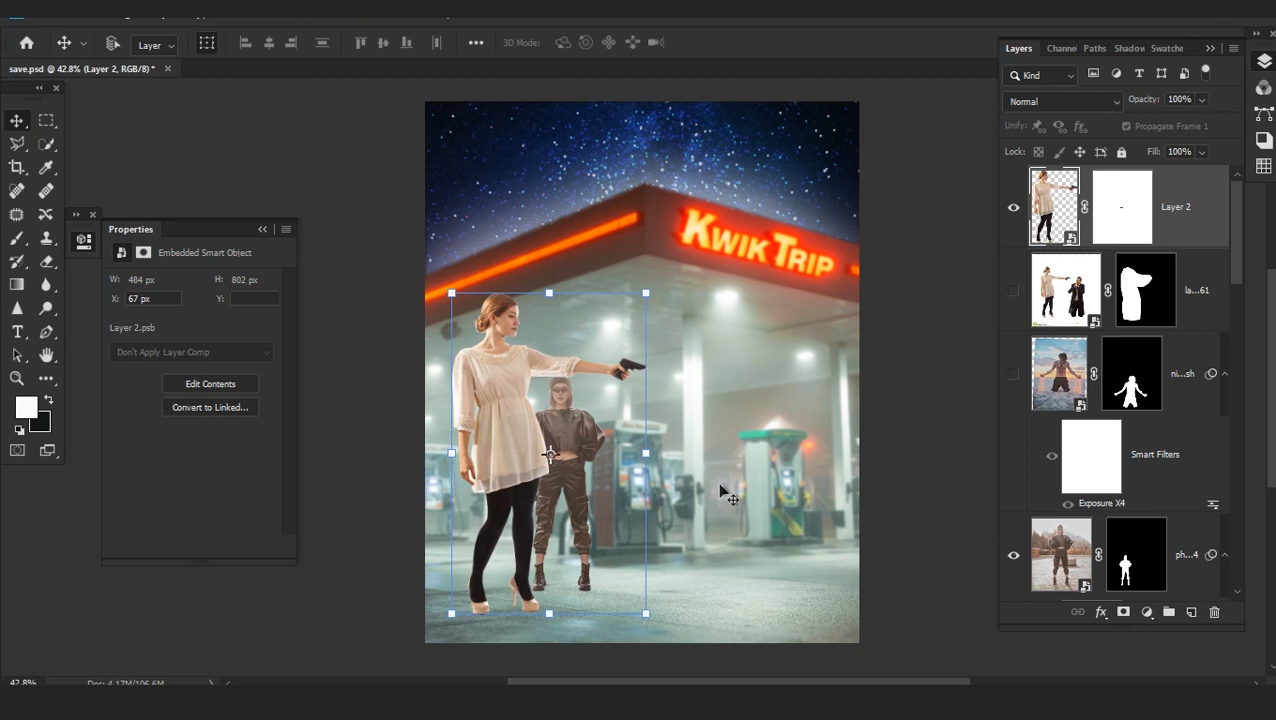 Layer
3D Mode:
save.psd @ 42.8% (Layer 2, RGB/8) *
Properties
Embedded Smart Object
W: 484 px H: 802 px
X: 67 px Y:
Layer 2.psb
Don't Apply Layer Comp
Edit Contents
Convert to Linked...
KWIK TRIP
Layers Channe Paths Shadow Swatche
Kind
Normal Opacity: 100%
Unify: Propagate Frame 1
Lock: Fill: 100%
Layer 2
la...61
ni...sh
Smart Filters
Exposure X4
ph...4
fx
42.8% Doc: 4.17M/106.6M